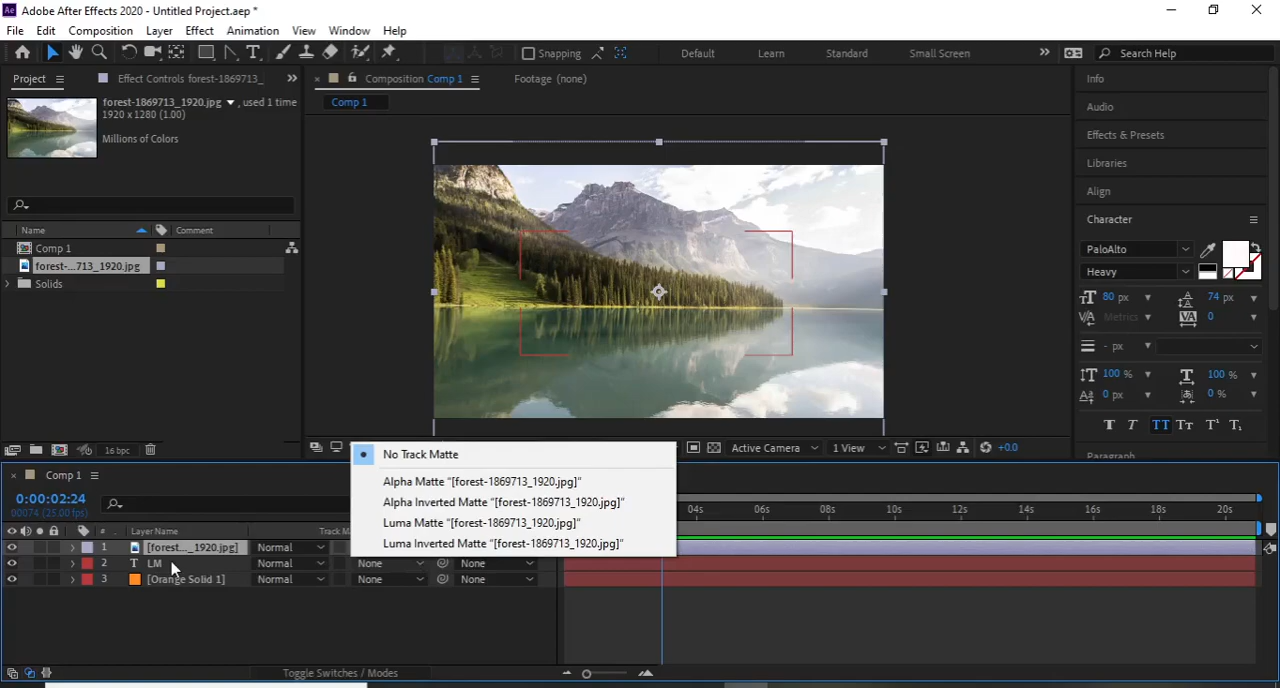 Adobe After Effects 2020 - Untitled Project.aep *
File Edit Composition Layer Effect Animation View Window Help
Snapping Default Learn Standard Small Screen Search Help
Project Effect Controls forest-1869713_ Composition Comp 1 Footage (none) Info
forest-1869713_1920.jpg , used 1 time
1920 x 1280 (1.00)
Comp 1
Millions of Colors
Audio
Effects & Presets
Libraries
Align
Character
Name Comment
Comp 1
forest-...713_1920.jpg
Solids
PaloAlto
Heavy
80 px 74 px
Metrics 0
- px
100 % 100 %
0 px 0 %
T T TT Tт T¹ T₁
Paragraph
16 bpc
Active Camera 1 View +0.0
No Track Matte
Alpha Matte "[forest-1869713_1920.jpg]"
Alpha Inverted Matte "[forest-1869713_1920.jpg]"
Luma Matte "[forest-1869713_1920.jpg]"
Luma Inverted Matte "[forest-1869713_1920.jpg]"
Comp 1
0:00:02:24
00074 (25.00 fps)
04s 06s 08s 10s 12s 14s 16s 18s 20s
# Layer Name Track M
1 [forest..._1920.jpg] Normal
2 T LM Normal None None
3 [Orange Solid 1] Normal None None
Toggle Switches / Modes